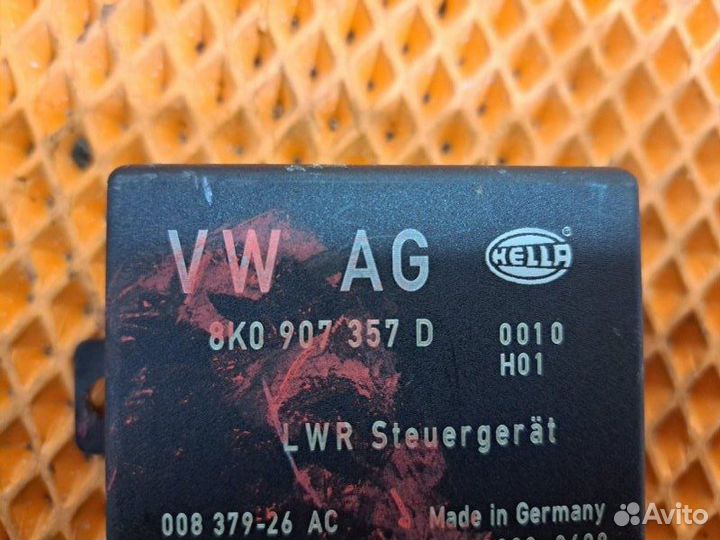 VW AG HELLA ®
8K0 907 357 D 0010
H01
LWR Steuergerät
008 379-26 AC Made in Germany
Avito